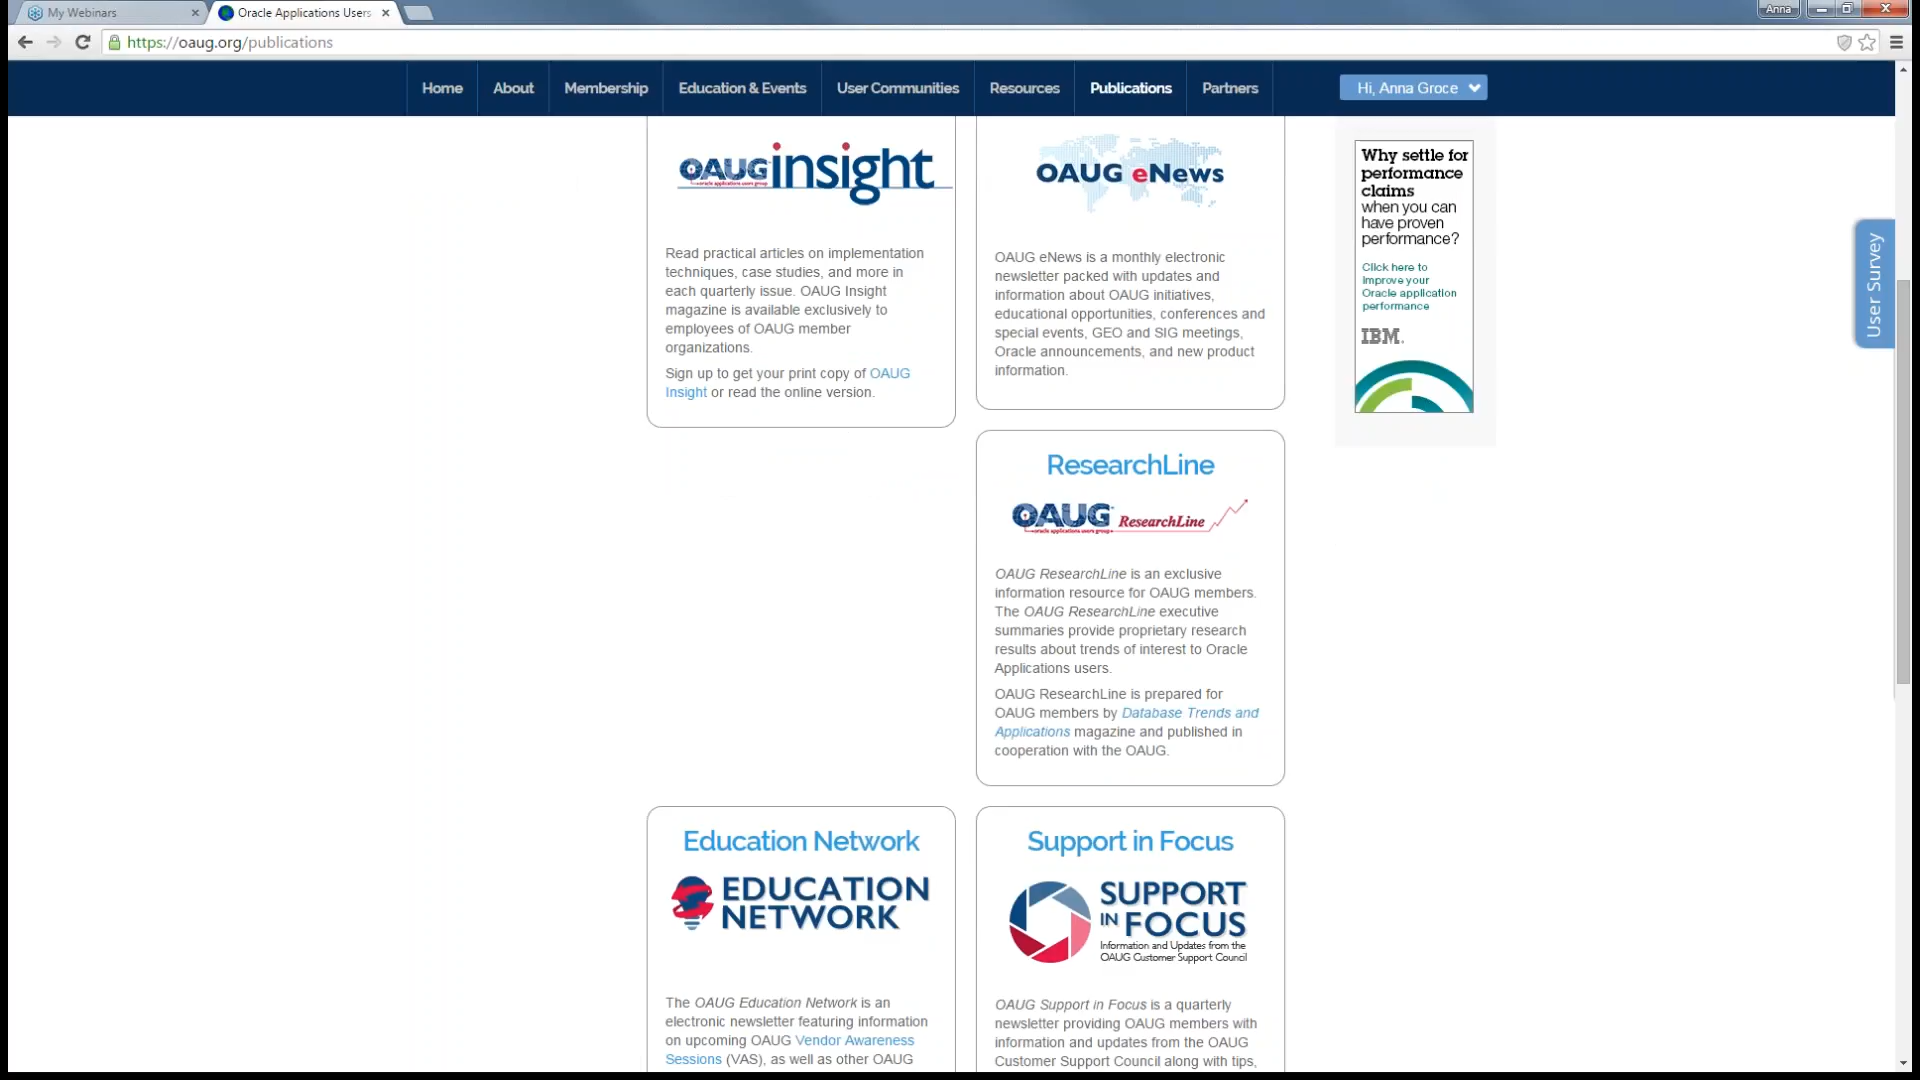 My Webinars
Oracle Applications Users
Anna
https://oaug.org/publications
Home
About
Membership
Education & Events
User Communities
Resources
Publications
Partners
Hi, Anna Groce
OAUG insight
oracle applications users group
Read practical articles on implementation
techniques, case studies, and more in
each quarterly issue. OAUG Insight
magazine is available exclusively to
employees of OAUG member
organizations.
Sign up to get your print copy of OAUG
Insight or read the online version.
OAUG eNews
OAUG eNews is a monthly electronic
newsletter packed with updates and
information about OAUG initiatives,
educational opportunities, conferences and
special events, GEO and SIG meetings,
Oracle announcements, and new product
information.
Why settle for
performance
claims
when you can
have proven
performance?
Click here to
improve your
Oracle application
performance
IBM.
User Survey
ResearchLine
OAUG ResearchLine
oracle applications users group
OAUG ResearchLine is an exclusive
information resource for OAUG members.
The OAUG ResearchLine executive
summaries provide proprietary research
results about trends of interest to Oracle
Applications users.
OAUG ResearchLine is prepared for
OAUG members by Database Trends and
Applications magazine and published in
cooperation with the OAUG.
Education Network
EDUCATION
NETWORK
The OAUG Education Network is an
electronic newsletter featuring information
on upcoming OAUG Vendor Awareness
Sessions (VAS), as well as other OAUG
Support in Focus
SUPPORT
IN FOCUS
Information and Updates from the
OAUG Customer Support Council
OAUG Support in Focus is a quarterly
newsletter providing OAUG members with
information and updates from the OAUG
Customer Support Council along with tips,